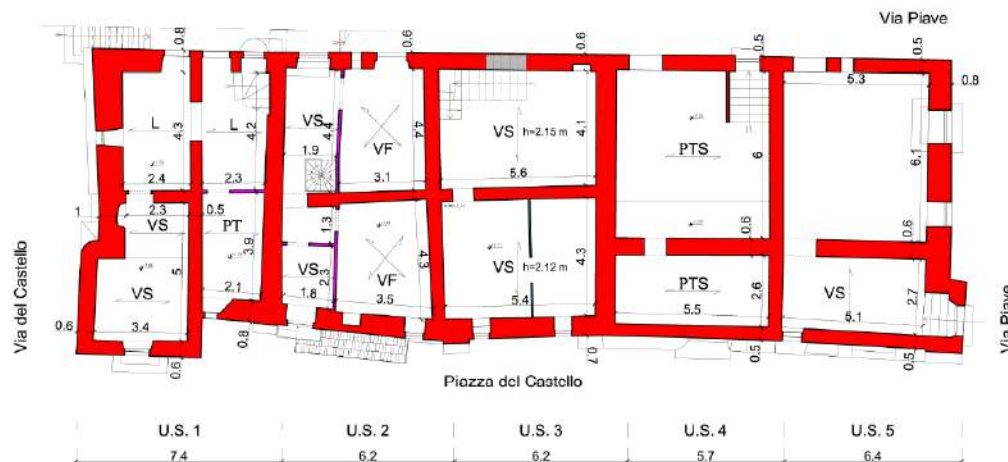 Via Piave
0.8
0.6
0.6
0.5
0.5
5.3
0.8
L
L
4.3
4.2
2.4
2.3
VS
4.4
1.9
VF
4.4
3.1
VS
h=2.15 m
4.1
5.6
PTS
6
6.1
1
2.3
0.5
VS
PT
3.9
5
2.1
3.4
1.3
VS
2.3
1.8
VF
4.3
3.5
VS
h=2.12 m
4.3
5.4
0.6
PTS
2.6
5.5
0.6
VS
2.7
5.1
Via del Castello
0.6
0.6
0.8
0.7
0.5
0.5
Via Piave
Piazza del Castello
U.S. 1
U.S. 2
U.S. 3
U.S. 4
U.S. 5
7.4
6.2
6.2
5.7
6.4